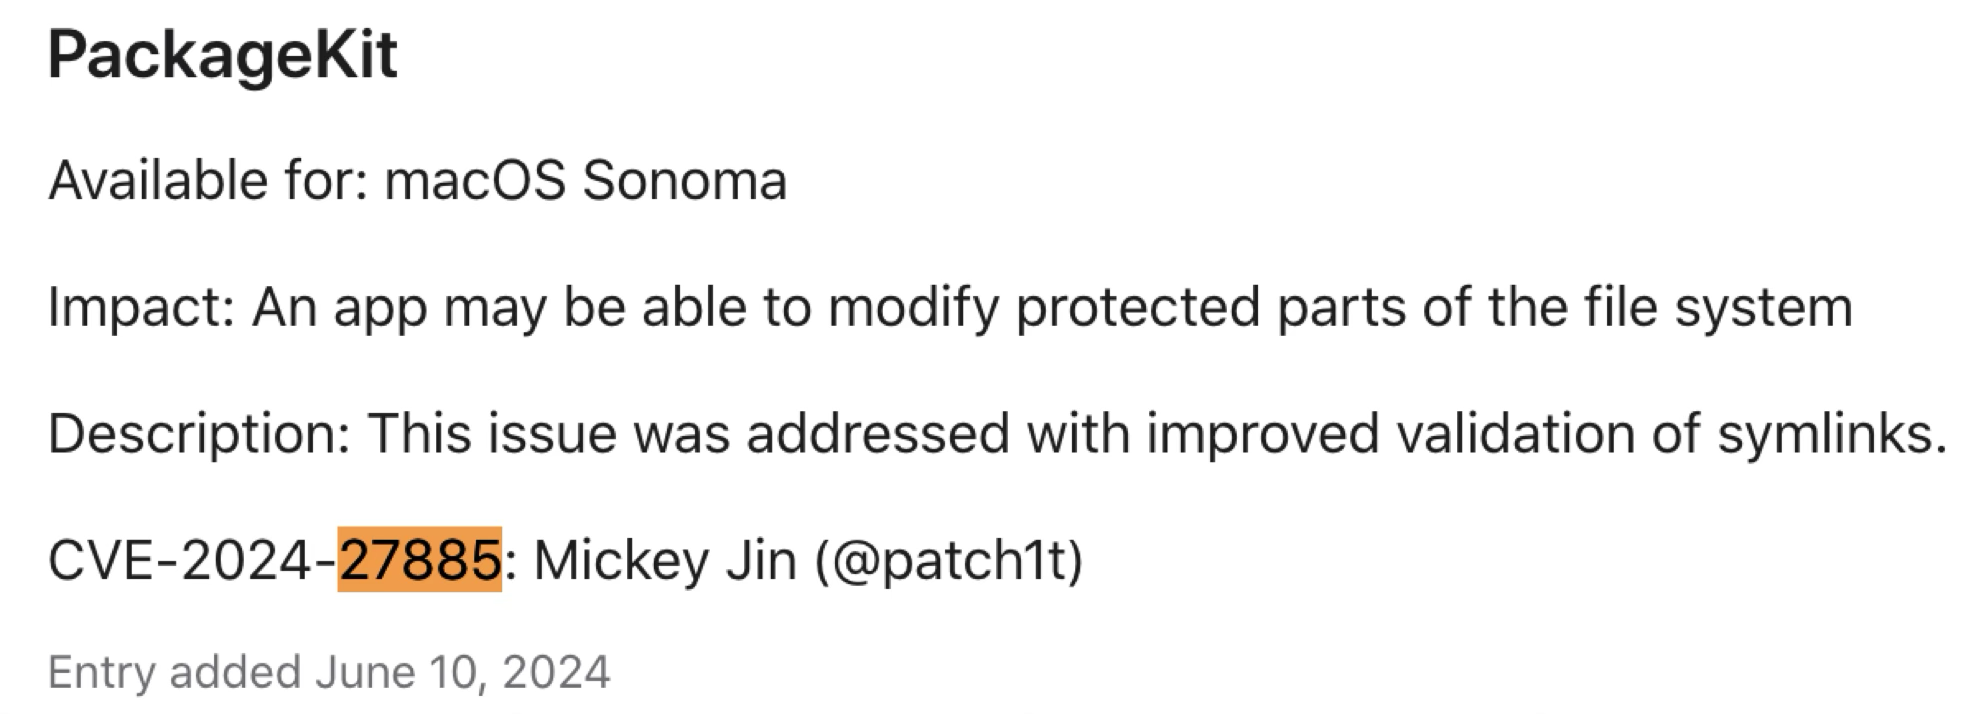 PackageKit
Available for: macOS Sonoma
Impact: An app may be able to modify protected parts of the file system
Description: This issue was addressed with improved validation of symlinks.
CVE-2024-27885: Mickey Jin (@patch1t)
Entry added June 10, 2024